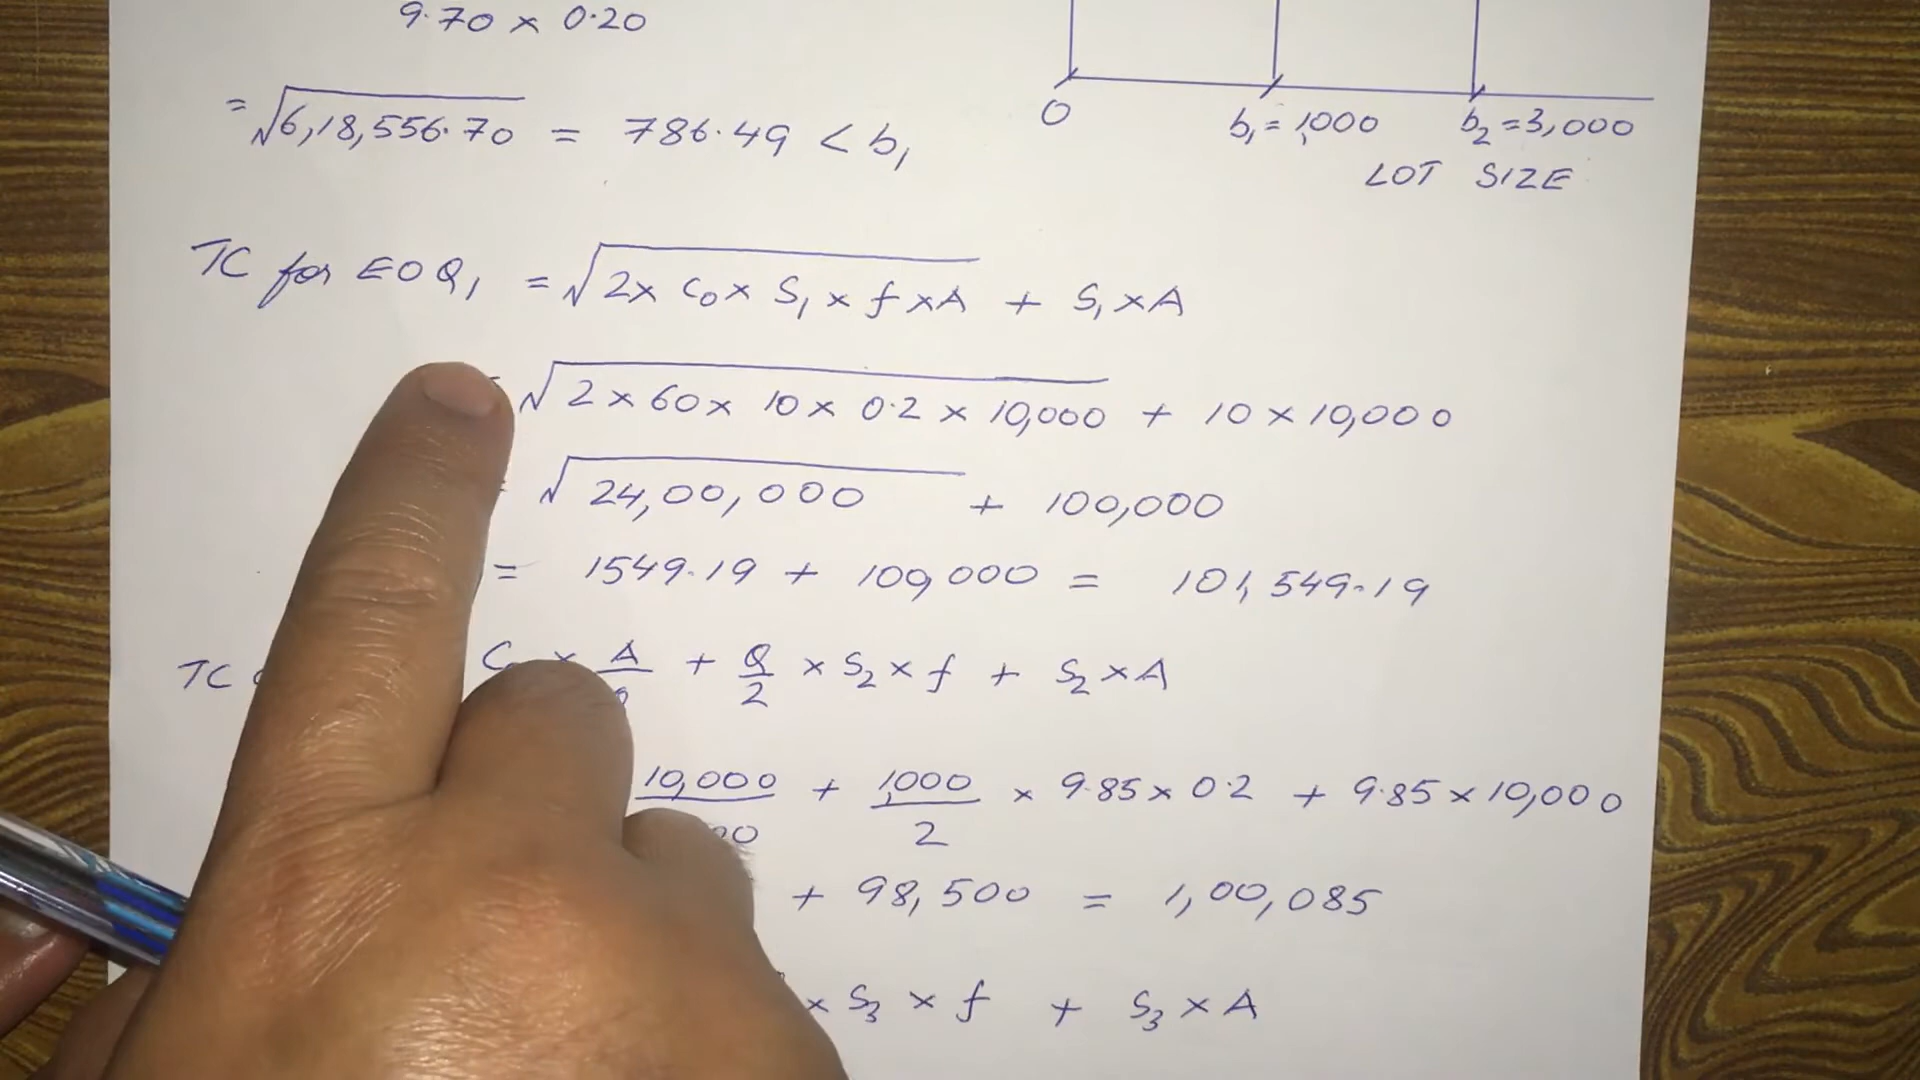 9.70 × 0.20
= √6,18,556.70 = 786.49 < b₁
0 b₁ = 1,000 b₂ = 3,000
LOT SIZE
TC for EOQ₁ = √2 × C₀ × S₁ × f × A + S₁ × A
√2 × 60 × 10 × 0.2 × 10,000 + 10 × 10,000
= √24,00,000 + 100,000
= 1549.19 + 100,000 = 101,549.19
TC × A + Q/2 × S₂ × f + S₂ × A
10,000 + 1,000/2 × 9.85 × 0.2 + 9.85 × 10,000
+ 98,500 = 1,00,085
× S₃ × f + S₃ × A